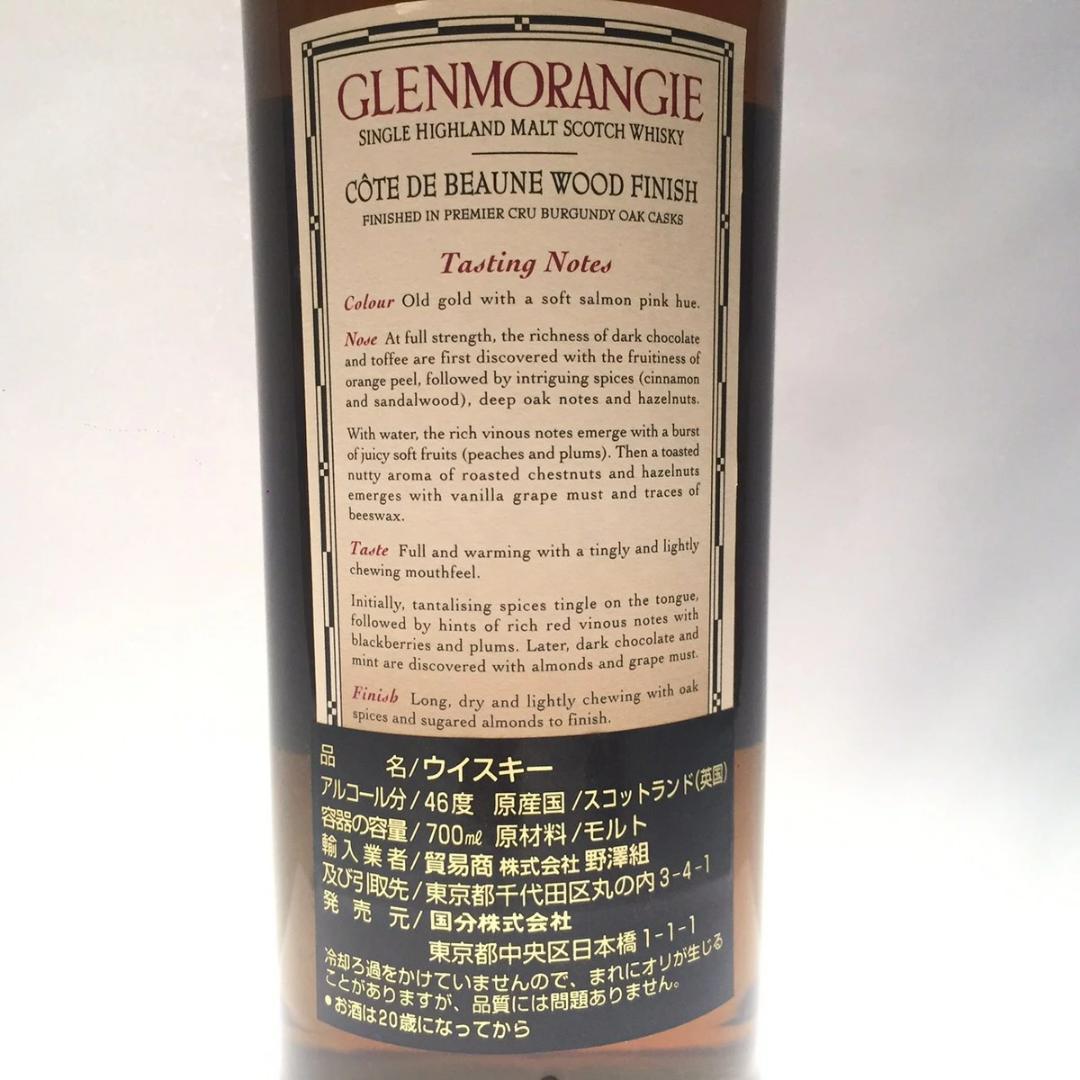 GLENMORANGIE
SINGLE HIGHLAND MALT SCOTCH WHISKY
CÔTE DE BEAUNE WOOD FINISH
FINISHED IN PREMIER CRU BURGUNDY OAK CASKS
Tasting Notes
Colour Old gold with a soft salmon pink hue.
Nose At full strength, the richness of dark chocolate
and toffee are first discovered with the fruitiness of
orange peel, followed by intriguing spices (cinnamon
and sandalwood), deep oak notes and hazelnuts.
With water, the rich vinous notes emerge with a burst
of juicy soft fruits (peaches and plums). Then a toasted
nutty aroma of roasted chestnuts and hazelnuts
emerges with vanilla grape must and traces of
beeswax.
Taste Full and warming with a tingly and lightly
chewing mouthfeel.
Initially, tantalising spices tingle on the tongue,
followed by hints of rich red vinous notes with
blackberries and plums. Later, dark chocolate and
mint are discovered with almonds and grape must.
Finish Long, dry and lightly chewing with oak
spices and sugared almonds to finish.
品 名/ウイスキー
アルコール分/46度 原産国/スコットランド(英国)
容器の容量/700㎖ 原材料/モルト
輸入業者/貿易商 株式会社 野澤組
及び引取先/東京都千代田区丸の内3-4-1
発売元/国分株式会社
東京都中央区日本橋1-1-1
冷却ろ過をかけていませんので、まれにオリが生じる
ことがありますが、品質には問題ありません。
●お酒は20歳になってから